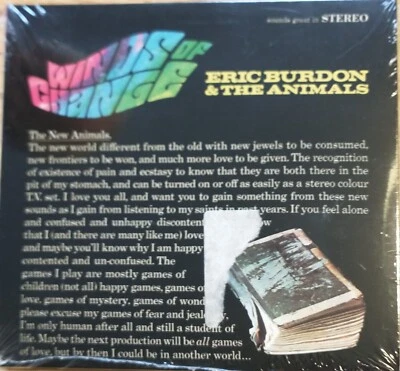 sounds great in STEREO
WINDS OF
CHANGE
ERIC BURDON
& THE ANIMALS
The New Animals.
The new world different from the old with new jewels to be consumed,
new frontiers to be won, and much more love to be given. The recognition
of existence of pain and ecstasy to know that they are both there in the
pit of my stomach, and can be turned on or off as easily as a stereo colour
T.V. set. I love you all, and want you to gain something from these new
sounds as I gain from listening to my saints in past years. If you feel alone
and confused and unhappy discontent
that I (and there are many like me) love
and maybe you'll know why I am happy
contented and un-confused. The
games I play are mostly games of
children (not all) happy games, games of
love, games of mystery, games of
please excuse my games of fear and
I'm only human after all and still a student of
life. Maybe the next production will be all games
of love, but by then I could be in another world...